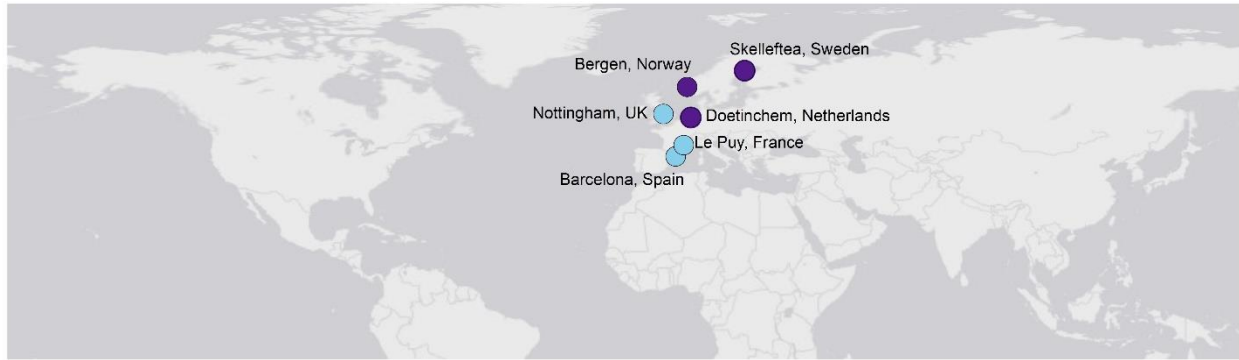 Skelleftea, Sweden
Bergen, Norway
Nottingham, UK
Doetinchem, Netherlands
Le Puy, France
Barcelona, Spain